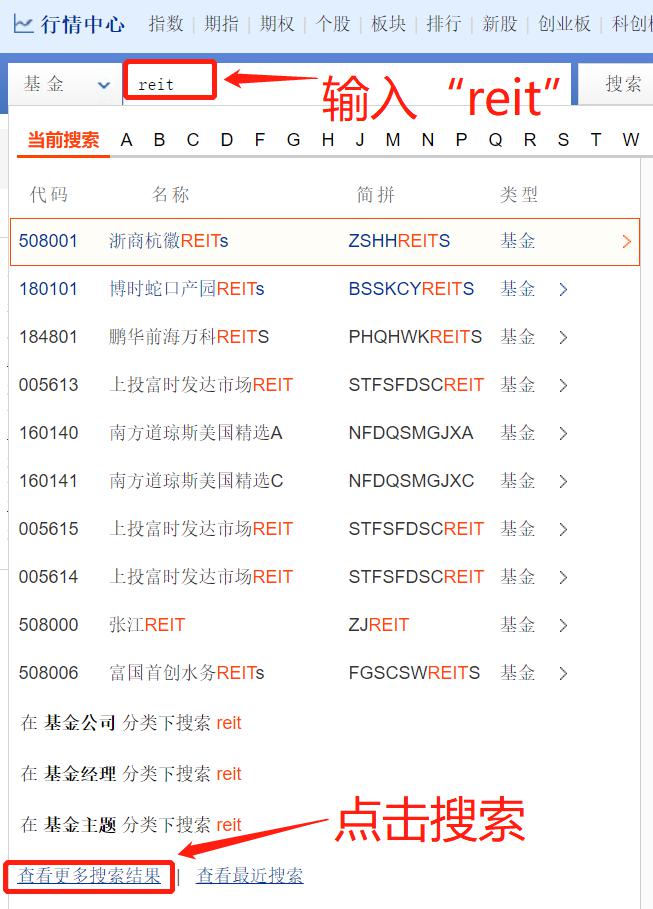 行情中心 指数 | 期指 | 期权 | 个股 | 板块 | 排行 | 新股 | 创业板 | 科创
基金 reit 搜索
输入 “reit”
当前搜索 A B C D F G H J M N P Q R S T W
代码 名称 简拼 类型
508001 浙商杭徽REITs ZSHHREITS 基金 >
180101 博时蛇口产园REITs BSSKCYREITS 基金 >
184801 鹏华前海万科REITS PHQHWKREITS 基金 >
005613 上投富时发达市场REIT STFSFDSCREIT 基金 >
160140 南方道琼斯美国精选A NFDQSMGJXA 基金 >
160141 南方道琼斯美国精选C NFDQSMGJXC 基金 >
005615 上投富时发达市场REIT STFSFDSCREIT 基金 >
005614 上投富时发达市场REIT STFSFDSCREIT 基金 >
508000 张江REIT ZJREIT 基金 >
508006 富国首创水务REITs FGSCSWREITS 基金 >
在 基金公司 分类下搜索 reit
在 基金经理 分类下搜索 reit
在 基金主题 分类下搜索 reit
点击搜索
查看更多搜索结果 | 查看最近搜索